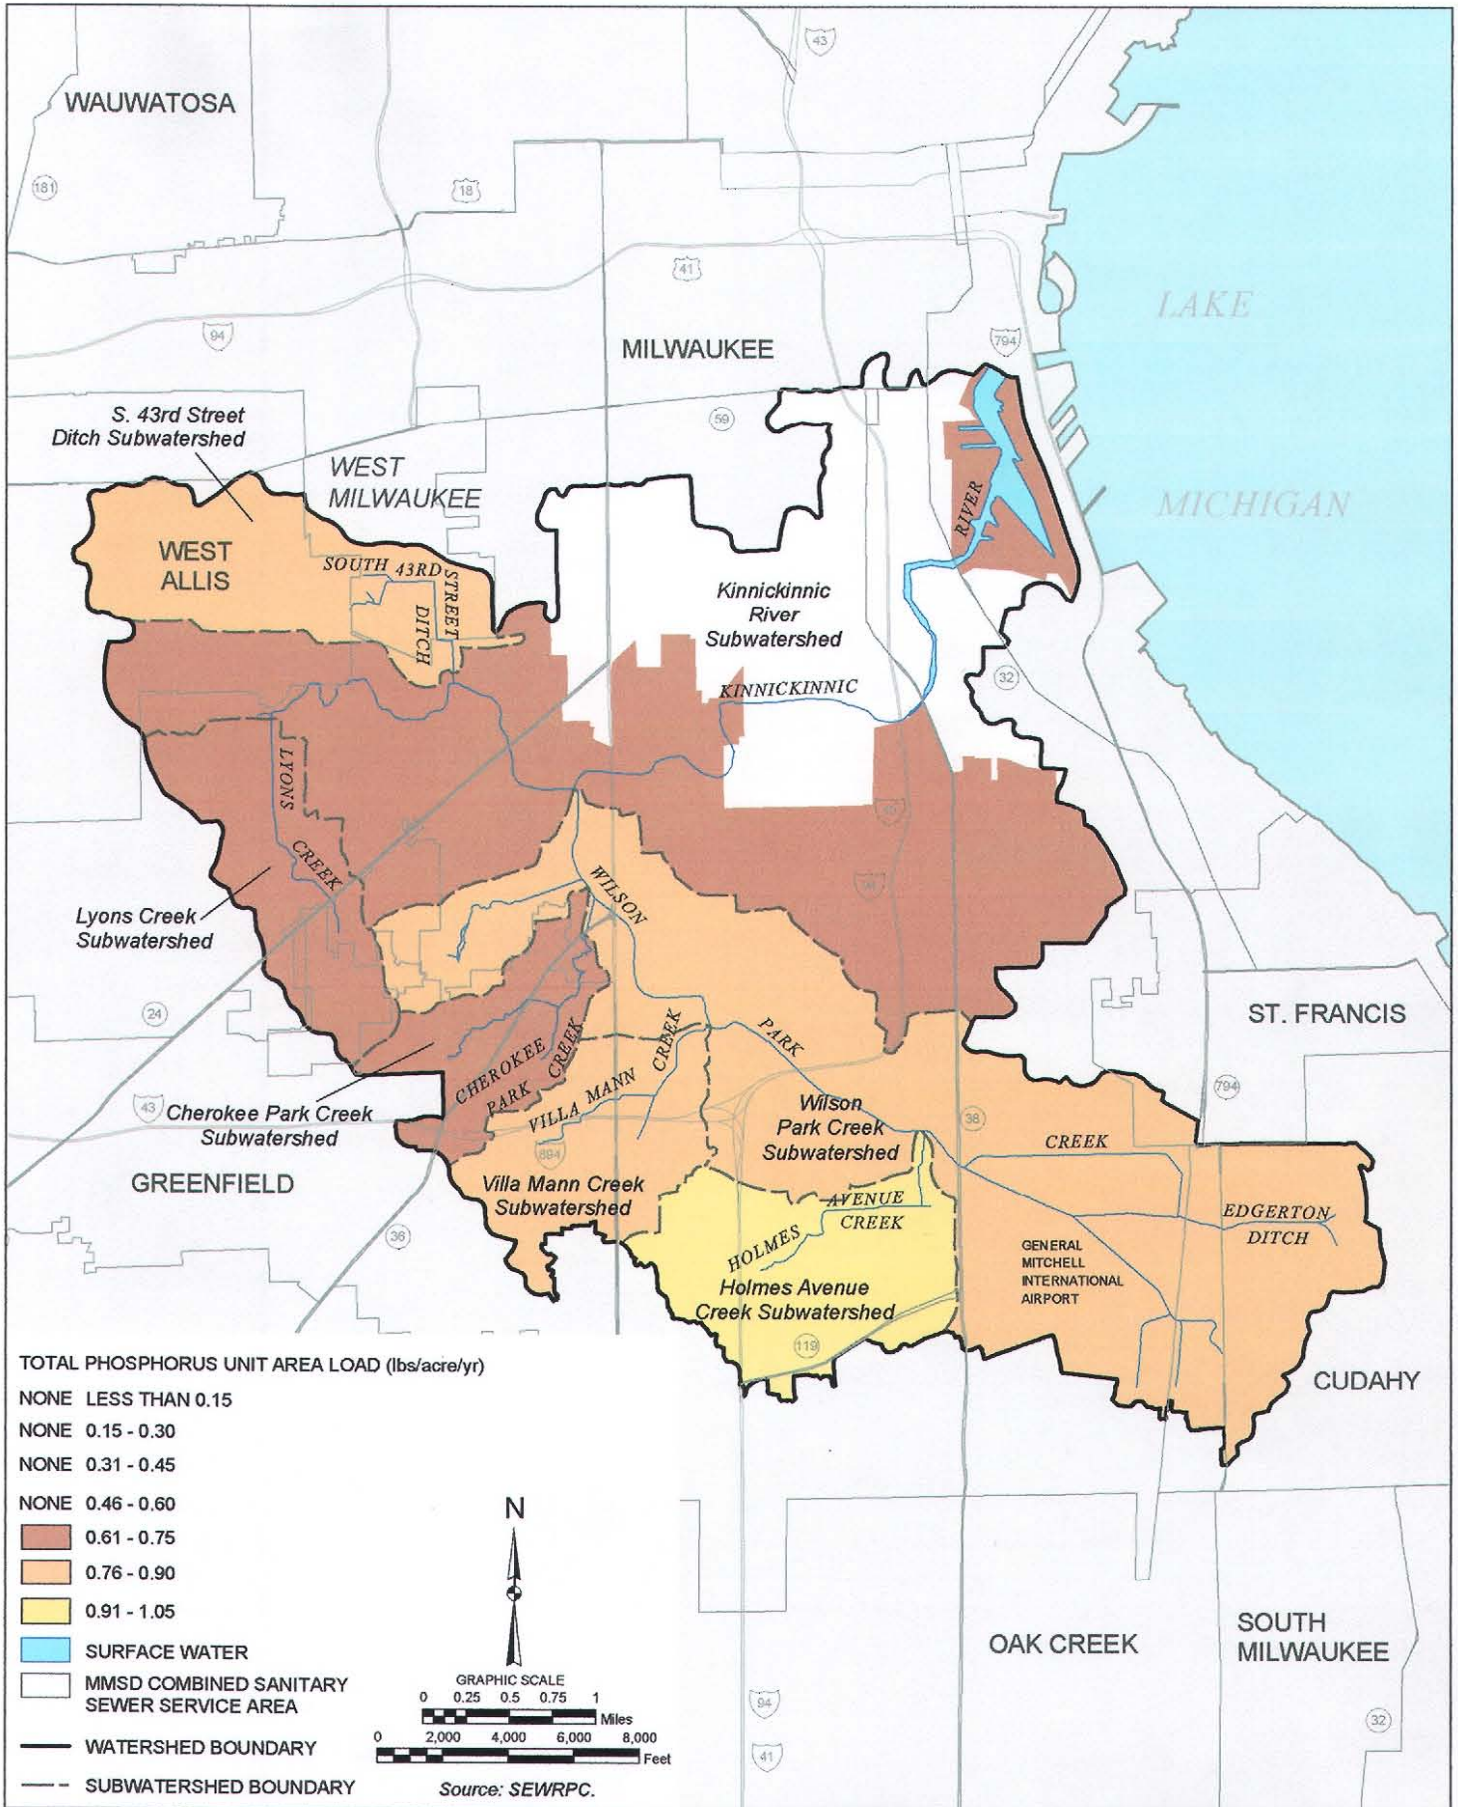 WAUWATOSA
181
18
43
41
94
MILWAUKEE
794
LAKE
MICHIGAN
59
S. 43rd Street
Ditch Subwatershed
WEST
MILWAUKEE
WEST
ALLIS
SOUTH 43RD
STREET
DITCH
RIVER
Kinnickinnic
River
Subwatershed
KINNICKINNIC
32
LYONS
CREEK
Lyons Creek
Subwatershed
WILSON
PARK
24
ST. FRANCIS
CHEROKEE
PARK CREEK
VILLA MANN
CREEK
43
Cherokee Park Creek
Subwatershed
894
794
38
Wilson
Park Creek
Subwatershed
CREEK
GREENFIELD
Villa Mann Creek
Subwatershed
AVENUE
CREEK
HOLMES
EDGERTON
DITCH
36
GENERAL
MITCHELL
INTERNATIONAL
AIRPORT
Holmes Avenue
Creek Subwatershed
119
CUDAHY
TOTAL PHOSPHORUS UNIT AREA LOAD (lbs/acre/yr)
NONE LESS THAN 0.15
NONE 0.15 - 0.30
NONE 0.31 - 0.45
NONE 0.46 - 0.60
0.61 - 0.75
0.76 - 0.90
0.91 - 1.05
SURFACE WATER
MMSD COMBINED SANITARY
SEWER SERVICE AREA
WATERSHED BOUNDARY
SUBWATERSHED BOUNDARY
N
GRAPHIC SCALE
0 0.25 0.5 0.75 1
Miles
0 2,000 4,000 6,000 8,000
Feet
Source: SEWRPC.
OAK CREEK
SOUTH
MILWAUKEE
94
41
32